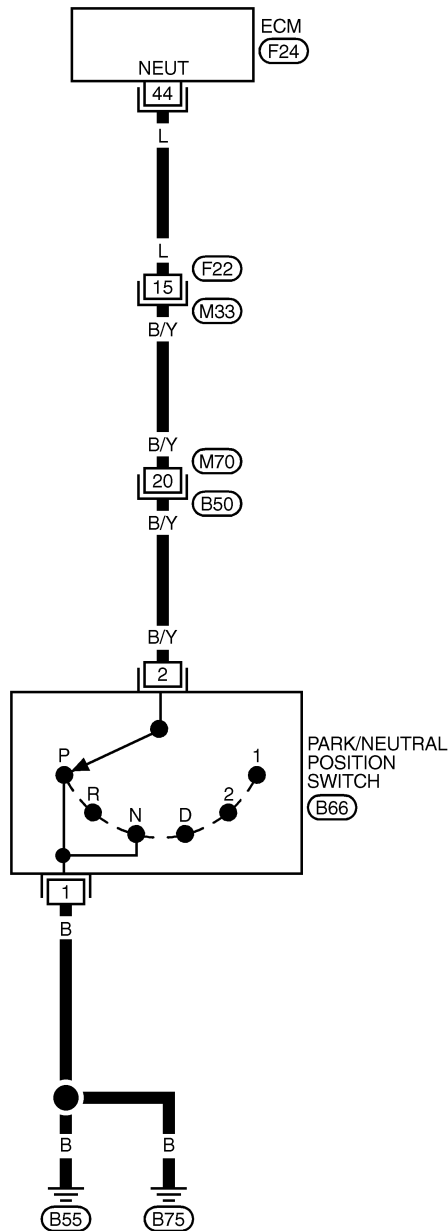 ECM
F24
NEUT
44
L
L
F22
15
M33
B/Y
B/Y
M70
20
B50
B/Y
B/Y
2
PARK/NEUTRAL
POSITION
SWITCH
B66
P
1
R
2
N
D
1
B
B
B
B55
B75